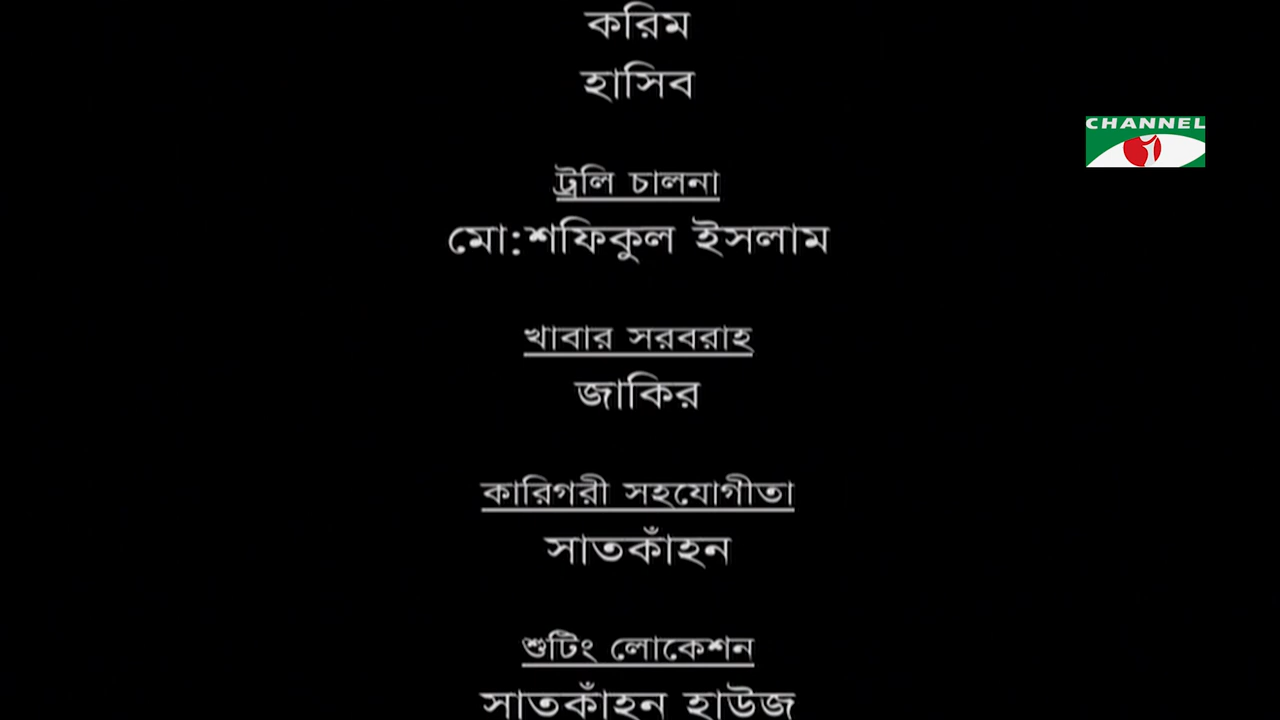 করিম
হাসিব
CHANNEL
ট্রলি চালনা
মো:শফিকুল ইসলাম
খাবার সরবরাহ
জাকির
কারিগরী সহযোগীতা
সাতকাঁহন
শুটিং লোকেশন
সাতকাঁহন হাউজ